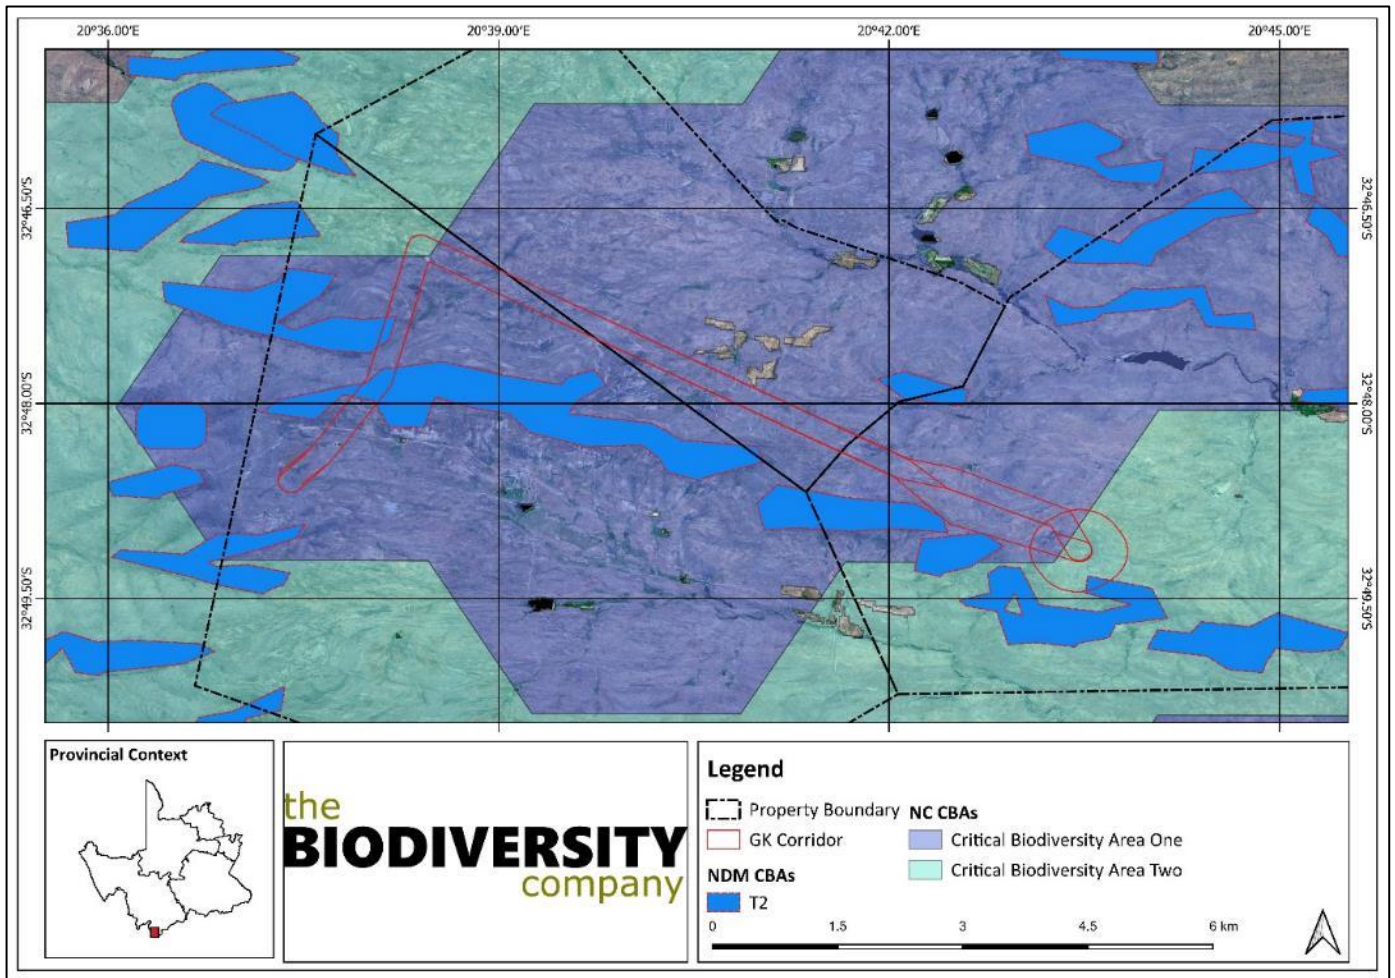 20°36.00'E 20°39.00'E 20°42.00'E 20°45.00'E
32°46.50'S 32°46.50'S
32°48.00'S 32°48.00'S
32°49.50'S 32°49.50'S
Provincial Context
the
BIODIVERSITY
company
Legend
Property Boundary
GK Corridor
NDM CBAs
T2
NC CBAs
Critical Biodiversity Area One
Critical Biodiversity Area Two
0 1.5 3 4.5 6 km